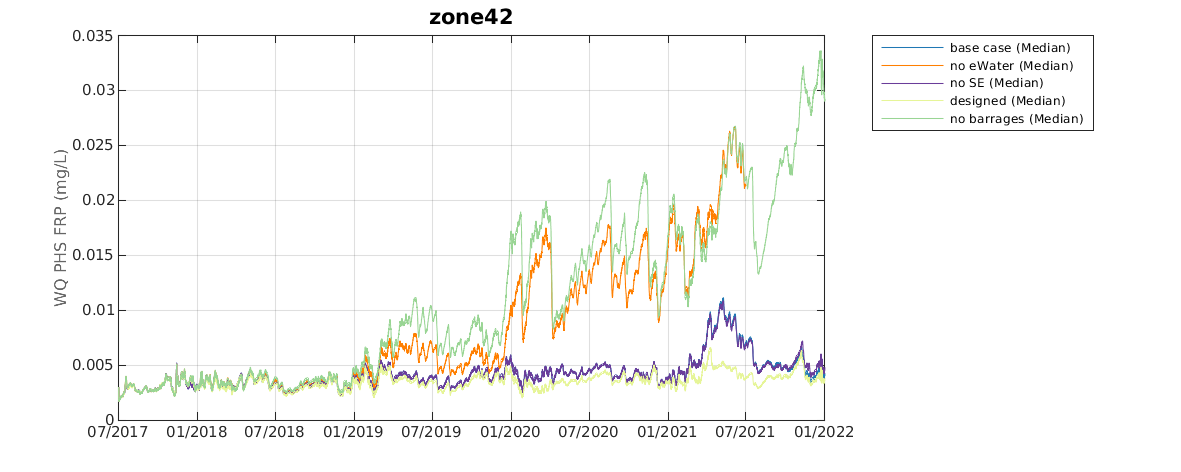 zone42
0.035
0.03
0.025
0.02
0.015
0.01
0.005
0
WQ PHS FRP (mg/L)
07/2017 01/2018 07/2018 01/2019 07/2019 01/2020 07/2020 01/2021 07/2021 01/2022
base case (Median)
no eWater (Median)
no SE (Median)
designed (Median)
no barrages (Median)